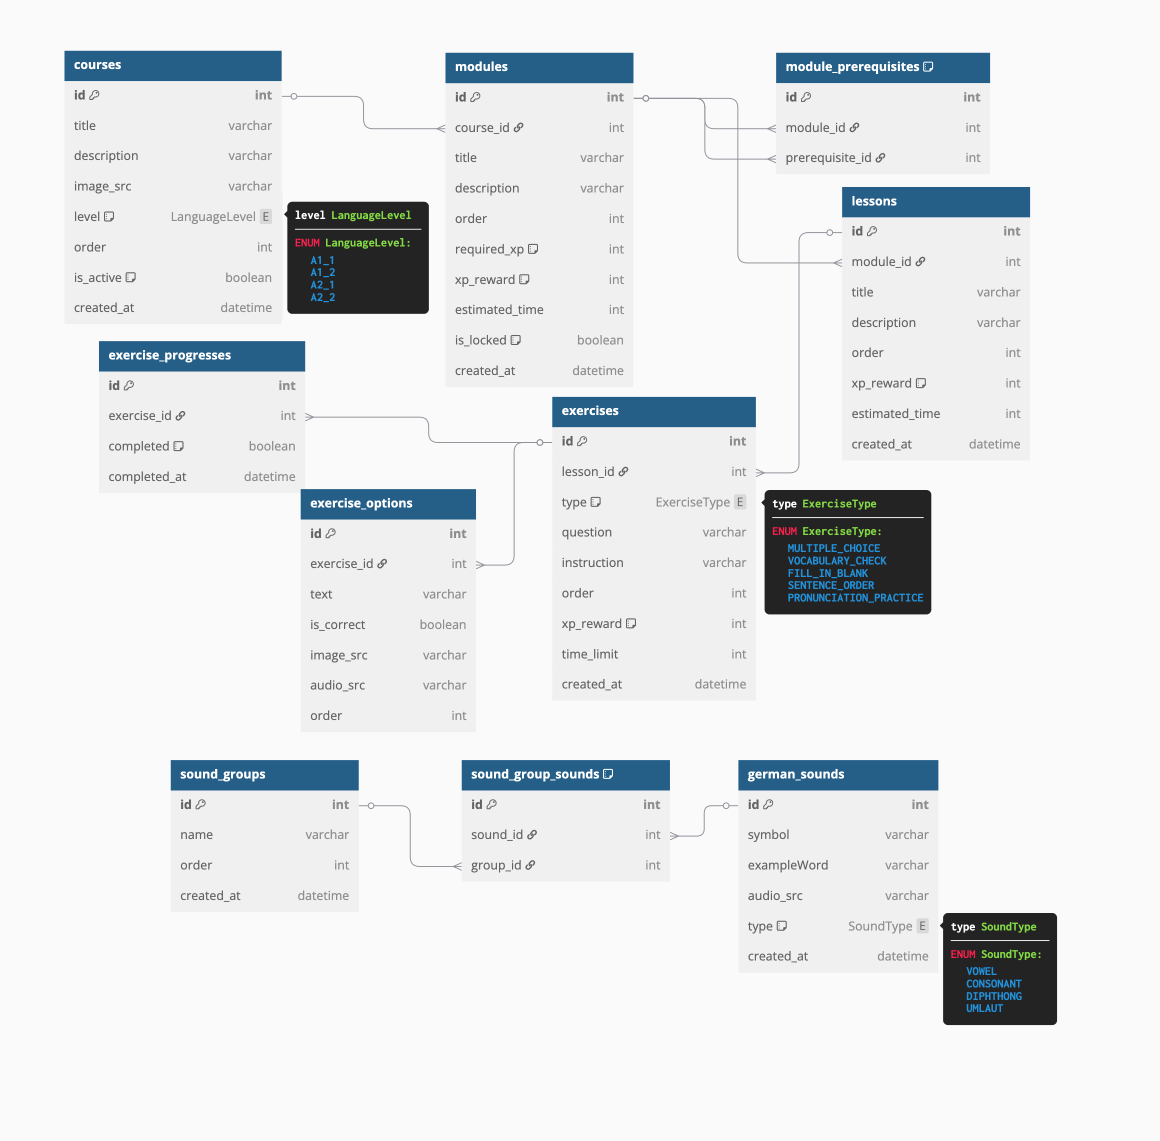 courses
id int
title varchar
description varchar
image_src varchar
level LanguageLevel E
order int
is_active boolean
created_at datetime
level LanguageLevel
ENUM LanguageLevel:
A1_1
A1_2
A2_1
A2_2
modules
id int
course_id int
title varchar
description varchar
order int
required_xp int
xp_reward int
estimated_time int
is_locked boolean
created_at datetime
module_prerequisites
id int
module_id int
prerequisite_id int
lessons
id int
module_id int
title varchar
description varchar
order int
xp_reward int
estimated_time int
created_at datetime
exercise_progresses
id int
exercise_id int
completed boolean
completed_at datetime
exercises
id int
lesson_id int
type ExerciseType E
question varchar
instruction varchar
order int
xp_reward int
time_limit int
created_at datetime
type ExerciseType
ENUM ExerciseType:
MULTIPLE_CHOICE
VOCABULARY_CHECK
FILL_IN_BLANK
SENTENCE_ORDER
PRONUNCIATION_PRACTICE
exercise_options
id int
exercise_id int
text varchar
is_correct boolean
image_src varchar
audio_src varchar
order int
sound_groups
id int
name varchar
order int
created_at datetime
sound_group_sounds
id int
sound_id int
group_id int
german_sounds
id int
symbol varchar
exampleWord varchar
audio_src varchar
type SoundType E
created_at datetime
type SoundType
ENUM SoundType:
VOWEL
CONSONANT
DIPHTHONG
UMLAUT